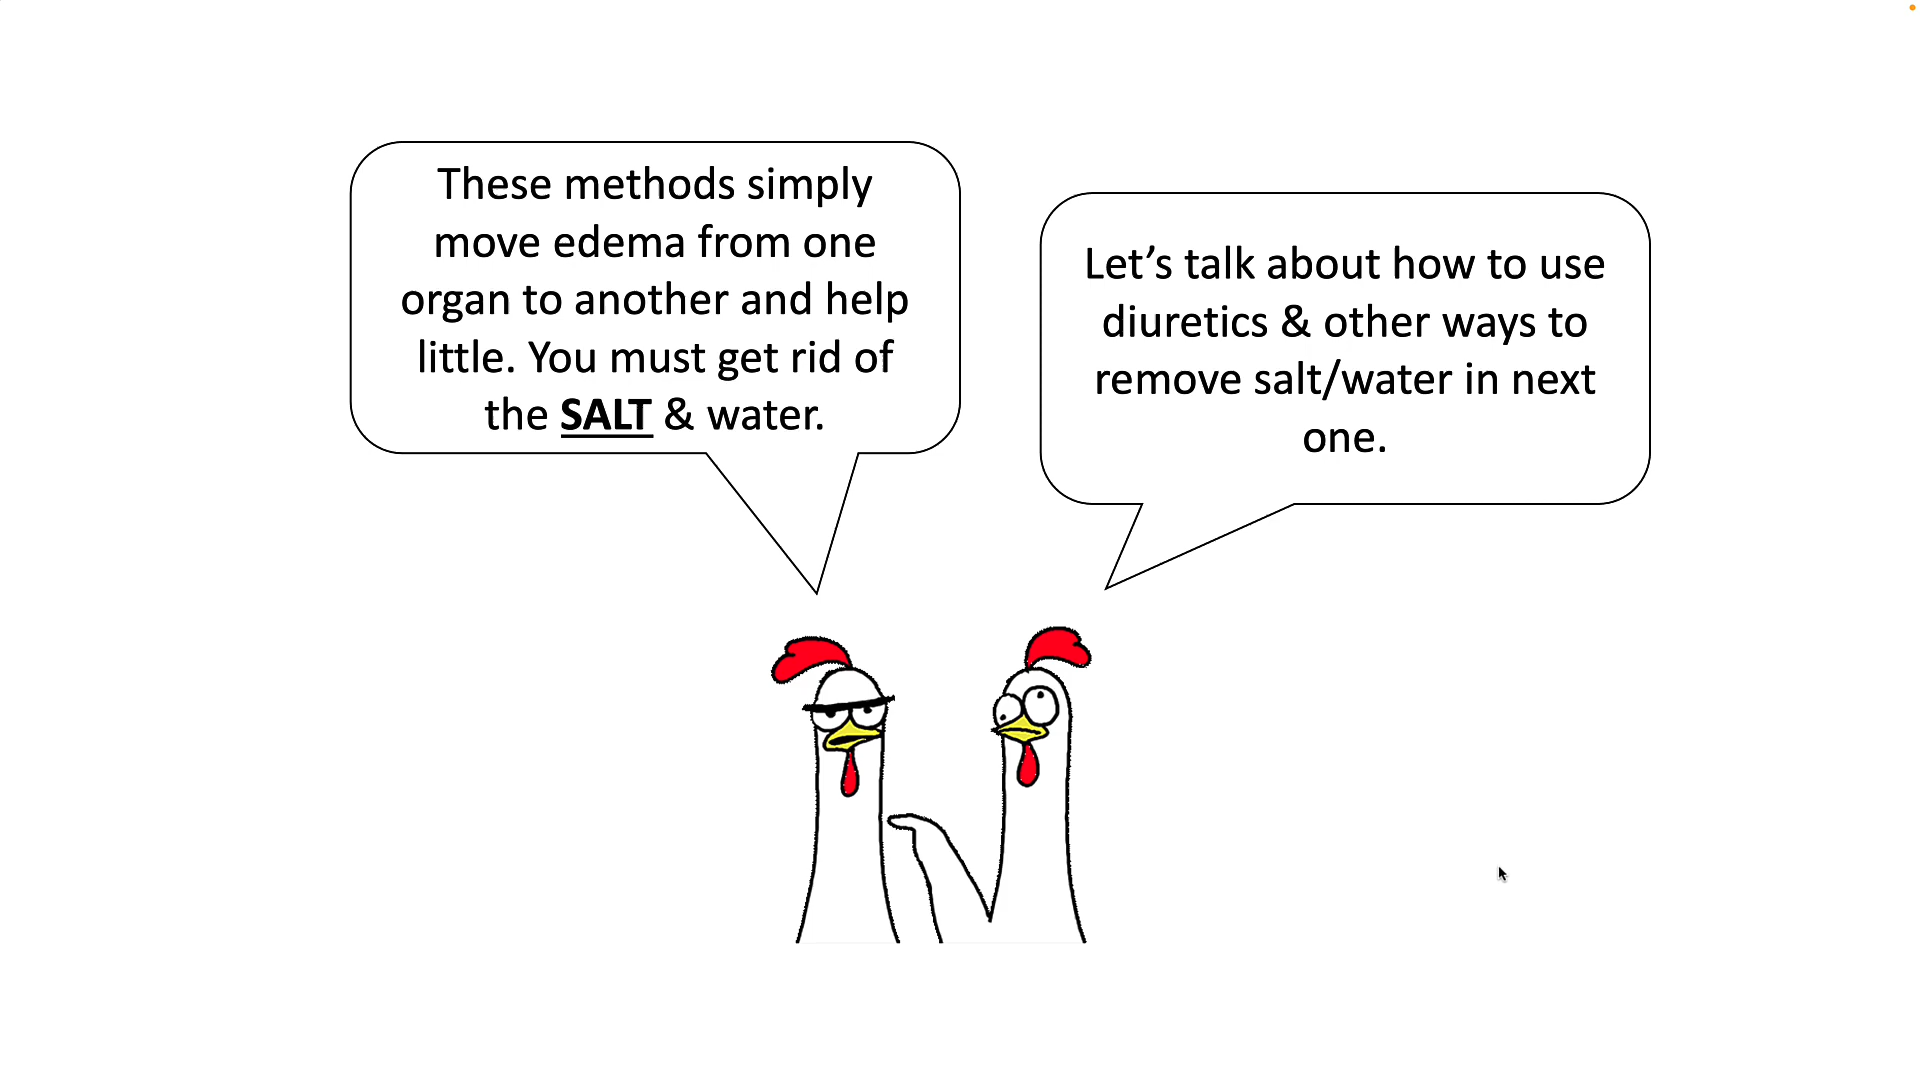 These methods simply
move edema from one
organ to another and help
little. You must get rid of
the SALT & water.
Let’s talk about how to use
diuretics & other ways to
remove salt/water in next
one.